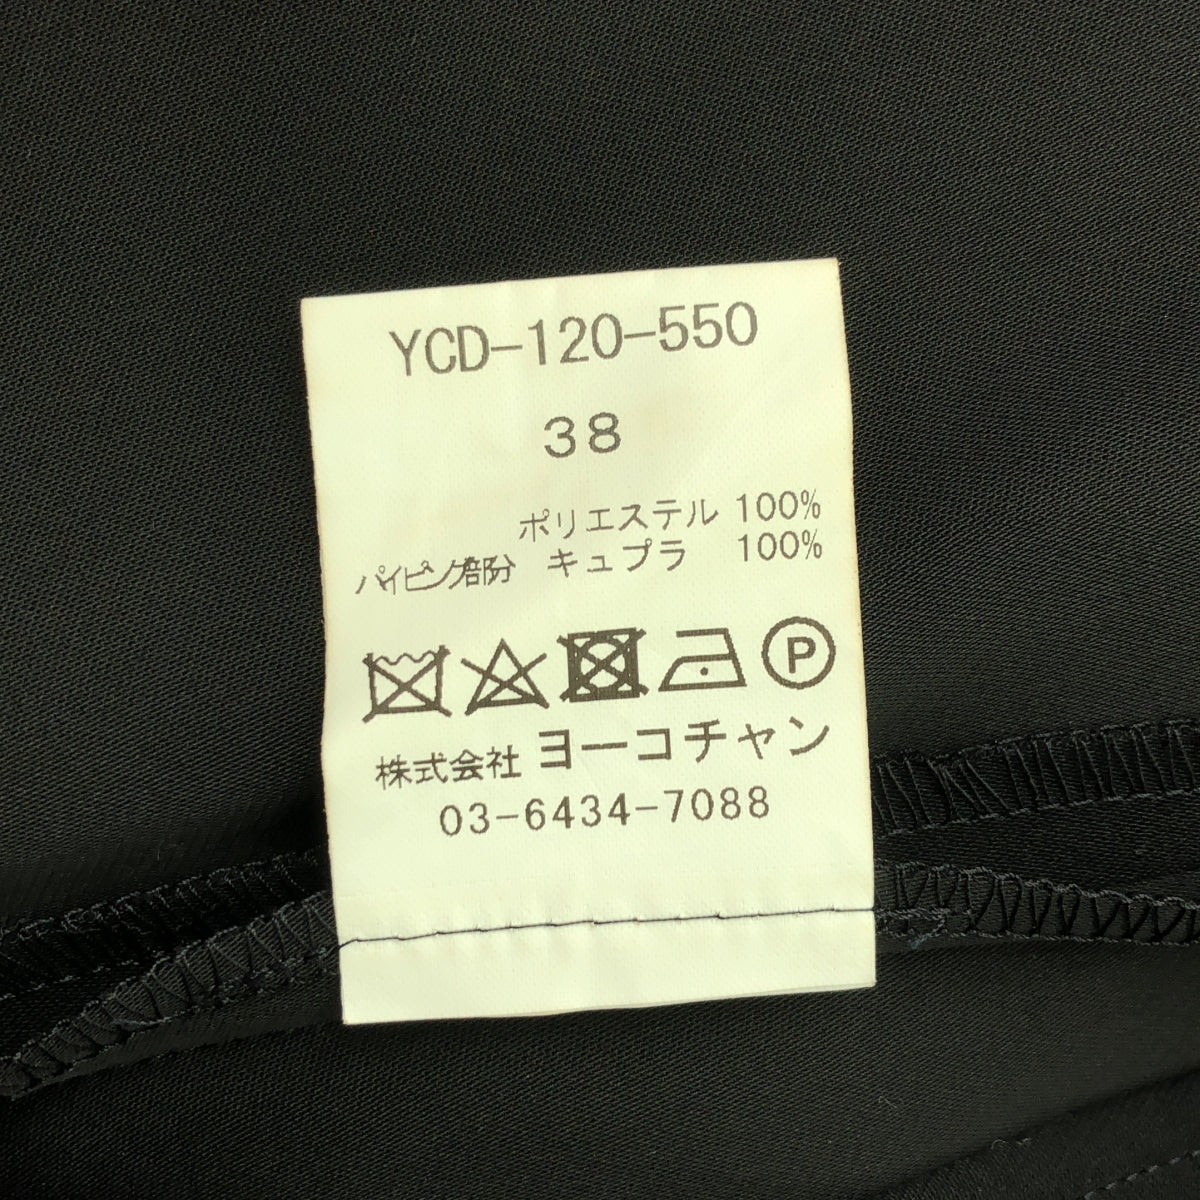 YCD-120-550
38
ポリエステル 100%
パイピング部分 キュプラ 100%
P
株式会社 ヨーコチャン
03-6434-7088